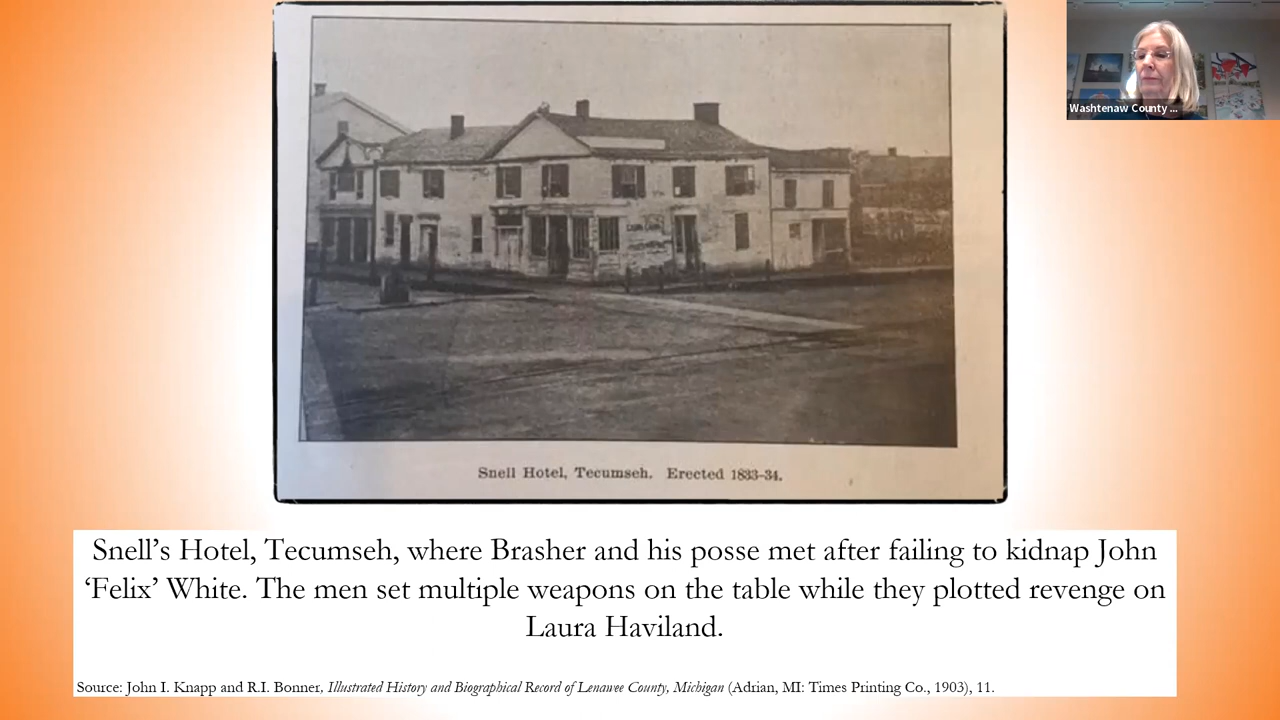 Washtenaw County ...
Snell Hotel, Tecumseh. Erected 1833-34.
Snell’s Hotel, Tecumseh, where Brasher and his posse met after failing to kidnap John
‘Felix’ White. The men set multiple weapons on the table while they plotted revenge on
Laura Haviland.
Source: John I. Knapp and R.I. Bonner, Illustrated History and Biographical Record of Lenawee County, Michigan (Adrian, MI: Times Printing Co., 1903), 11.